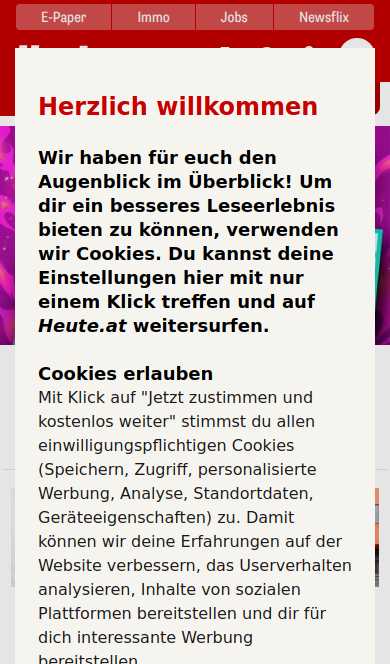 E-Paper Immo Jobs Newsflix
Herzlich willkommen
Wir haben für euch den
Augenblick im Überblick! Um
dir ein besseres Leseerlebnis
bieten zu können, verwenden
wir Cookies. Du kannst deine
Einstellungen hier mit nur
einem Klick treffen und auf
Heute.at weitersurfen.
Cookies erlauben
Mit Klick auf "Jetzt zustimmen und
kostenlos weiter" stimmst du allen
einwilligungspflichtigen Cookies
(Speichern, Zugriff, personalisierte
Werbung, Analyse, Standortdaten,
Geräteeigenschaften) zu. Damit
können wir deine Erfahrungen auf der
Website verbessern, das Userverhalten
analysieren, Inhalte von sozialen
Plattformen bereitstellen und dir für
dich interessante Werbung
bereitstellen